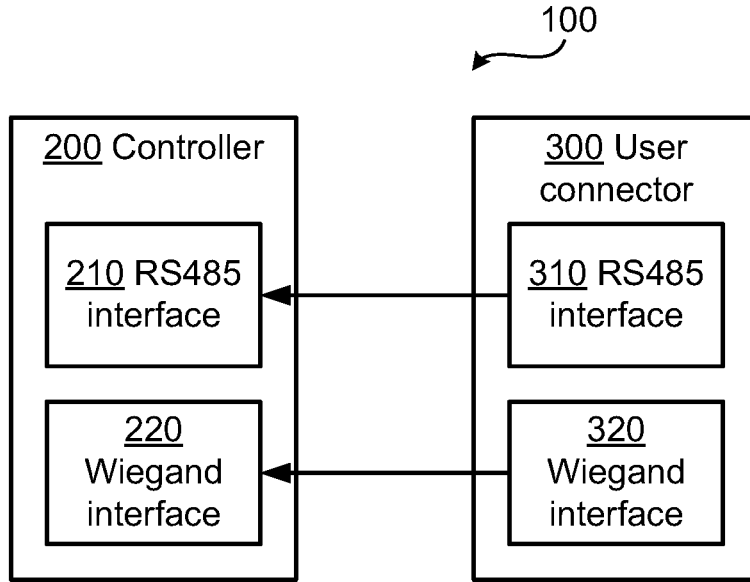 100
200 Controller
300 User
connector
210 RS485
interface
310 RS485
interface
220
Wiegand
interface
320
Wiegand
interface